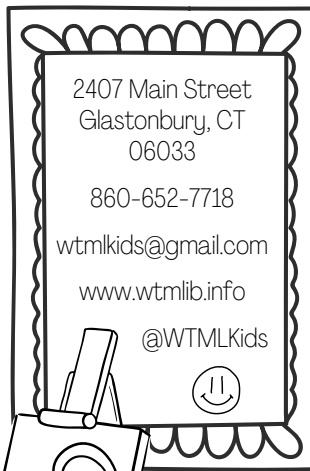 2407 Main Street
Glastonbury, CT
06033
860-652-7718
wtmlkids@gmail.com
www.wtmlib.info
@WTMLKids